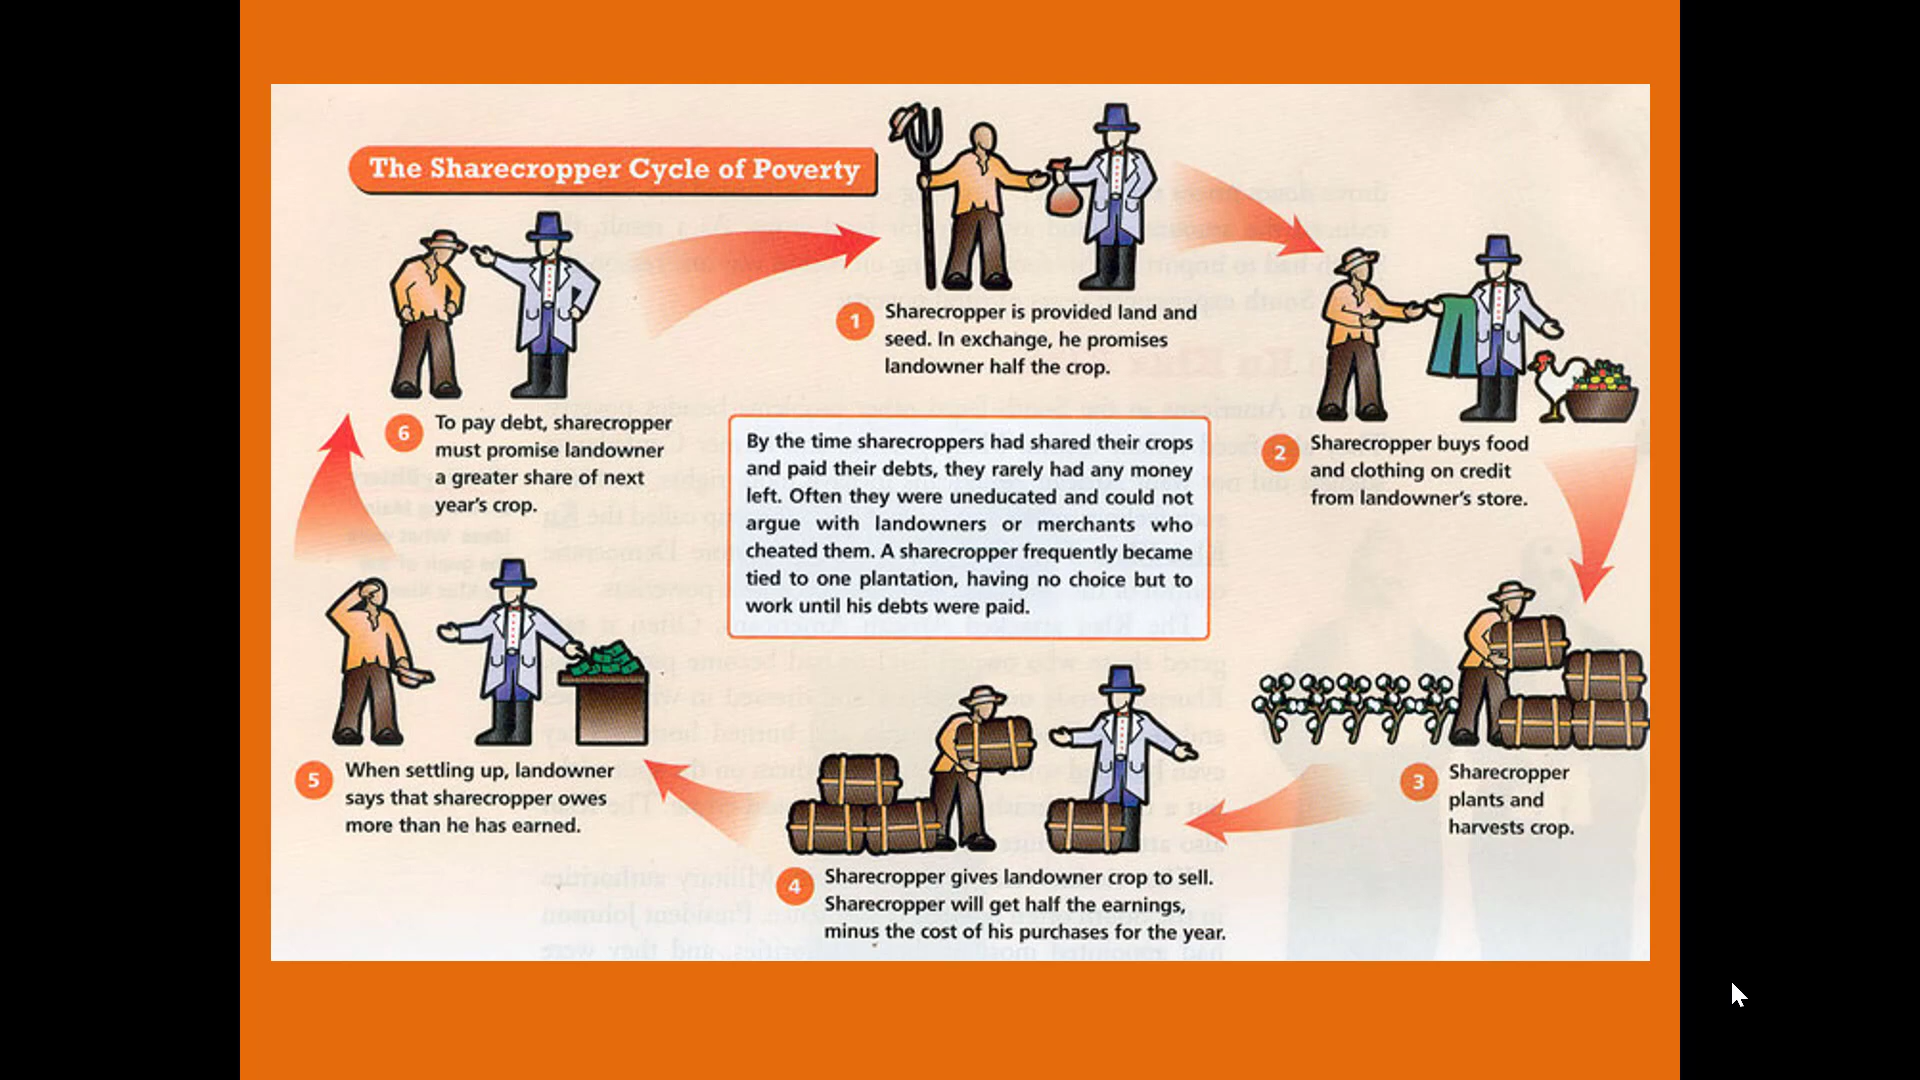 The Sharecropper Cycle of Poverty
1
Sharecropper is provided land and
seed. In exchange, he promises
landowner half the crop.
2
Sharecropper buys food
and clothing on credit
from landowner's store.
3
Sharecropper
plants and
harvests crop.
4
Sharecropper gives landowner crop to sell.
Sharecropper will get half the earnings,
minus the cost of his purchases for the year.
5
When settling up, landowner
says that sharecropper owes
more than he has earned.
6
To pay debt, sharecropper
must promise landowner
a greater share of next
year's crop.
By the time sharecroppers had shared their crops
and paid their debts, they rarely had any money
left. Often they were uneducated and could not
argue with landowners or merchants who
cheated them. A sharecropper frequently became
tied to one plantation, having no choice but to
work until his debts were paid.